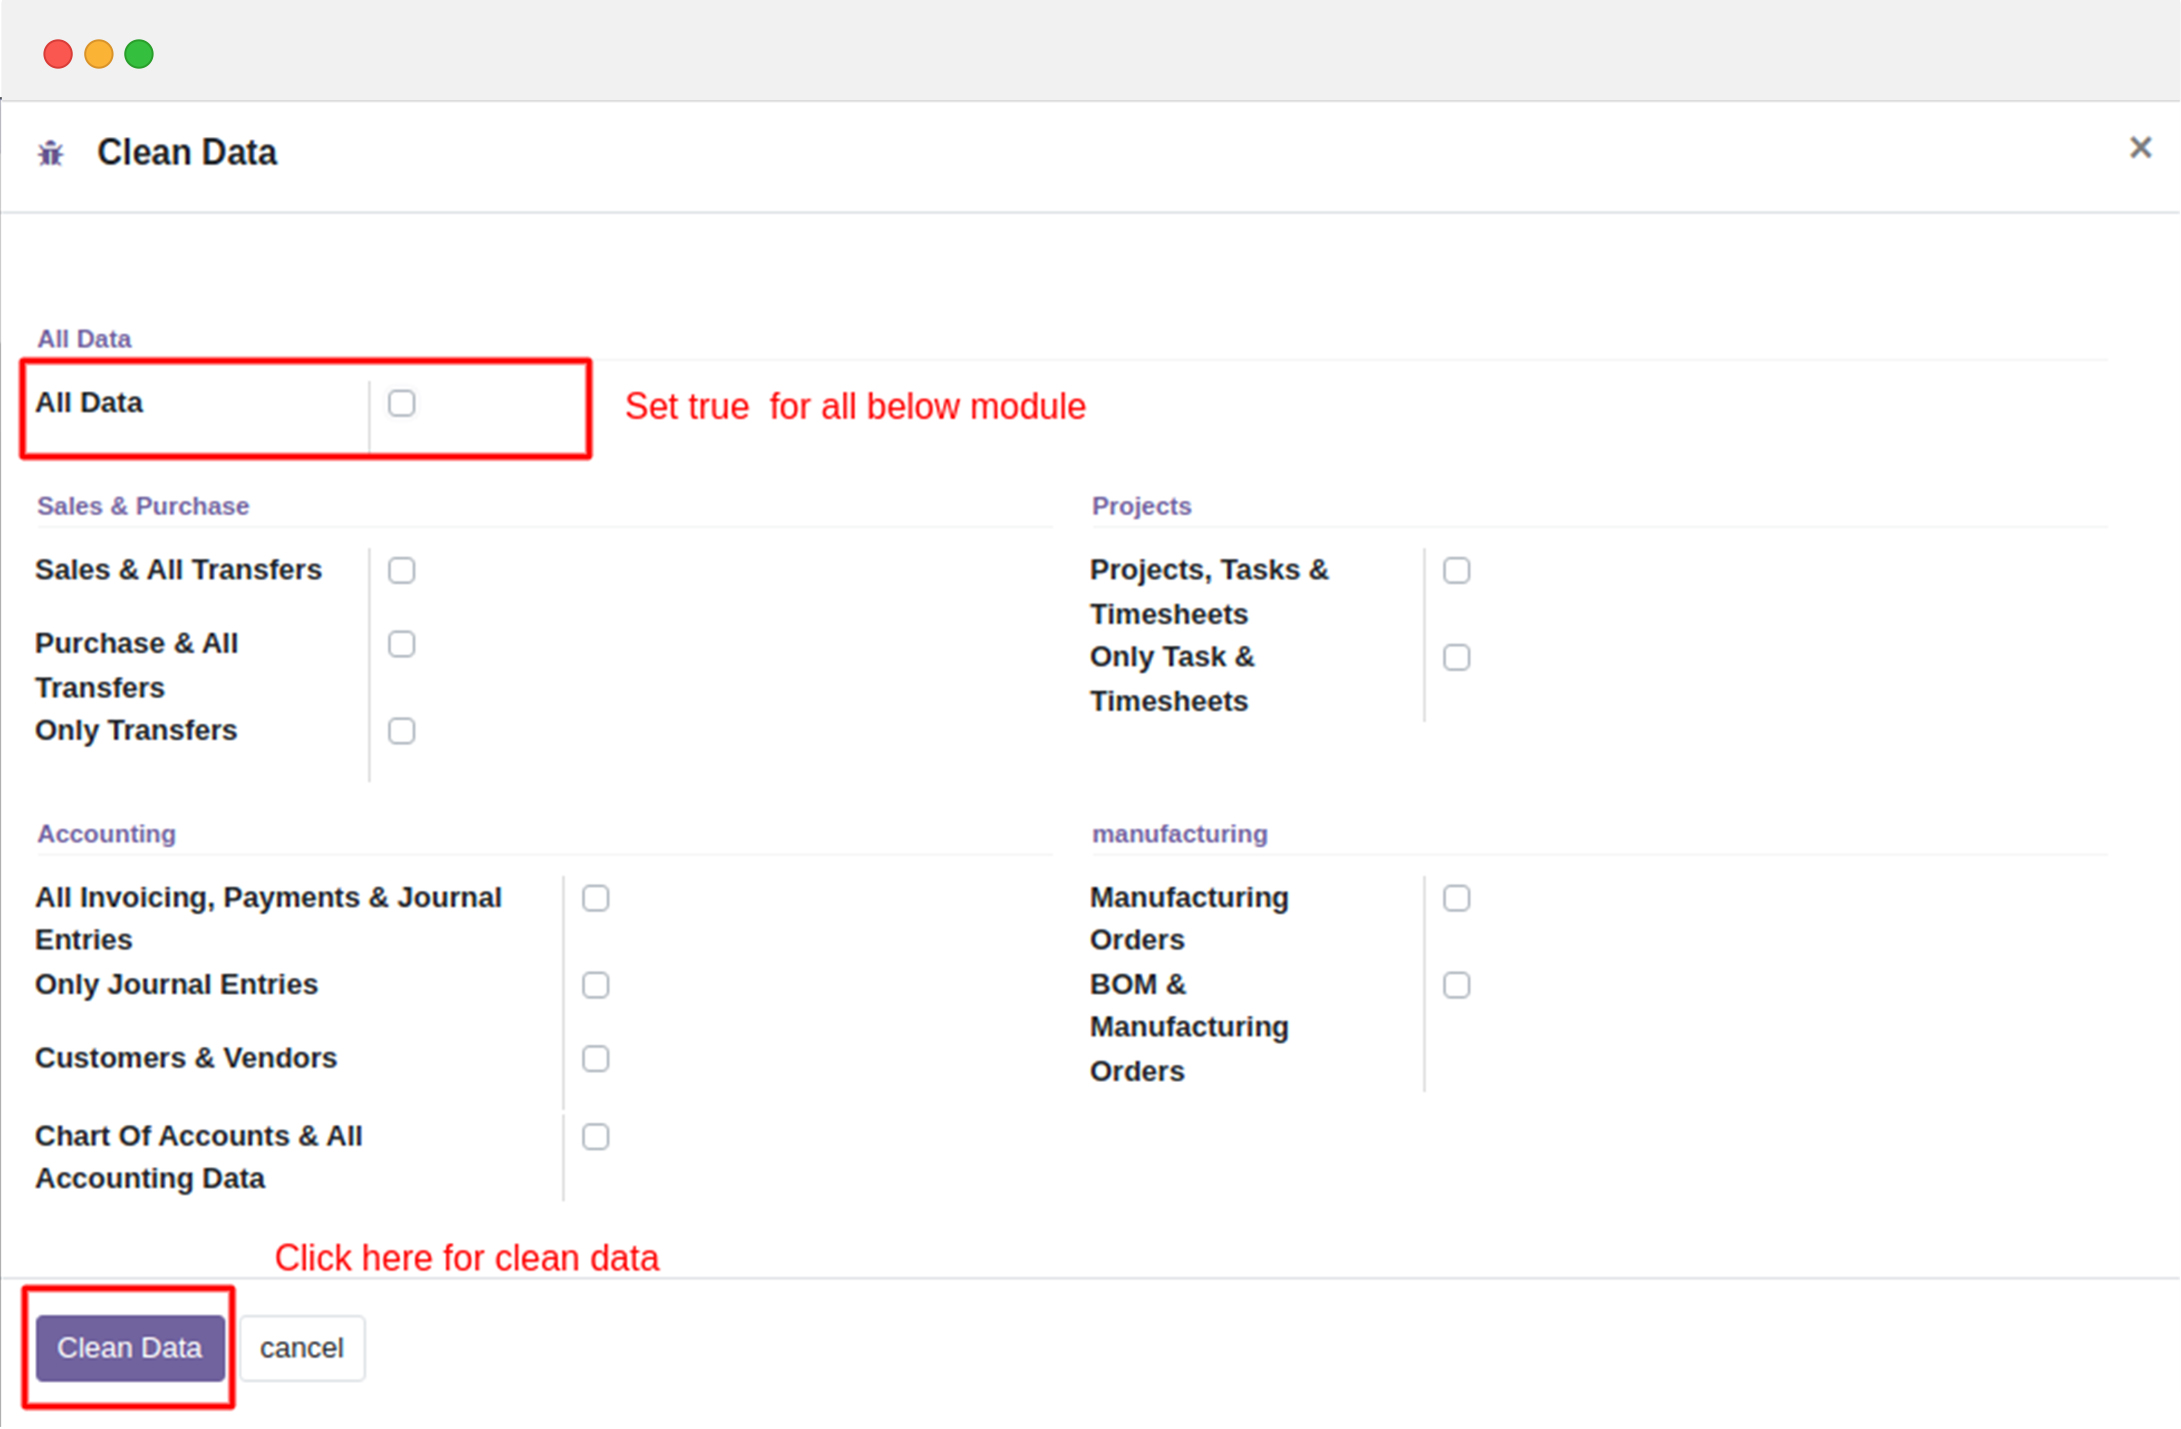 Clean Data
All Data
All Data
Set true for all below module
Sales & Purchase
Sales & All Transfers
Purchase & All
Transfers
Only Transfers
Projects
Projects, Tasks &
Timesheets
Only Task &
Timesheets
Accounting
All Invoicing, Payments & Journal
Entries
Only Journal Entries
Customers & Vendors
Chart Of Accounts & All
Accounting Data
manufacturing
Manufacturing
Orders
BOM &
Manufacturing
Orders
Click here for clean data
Clean Data
cancel